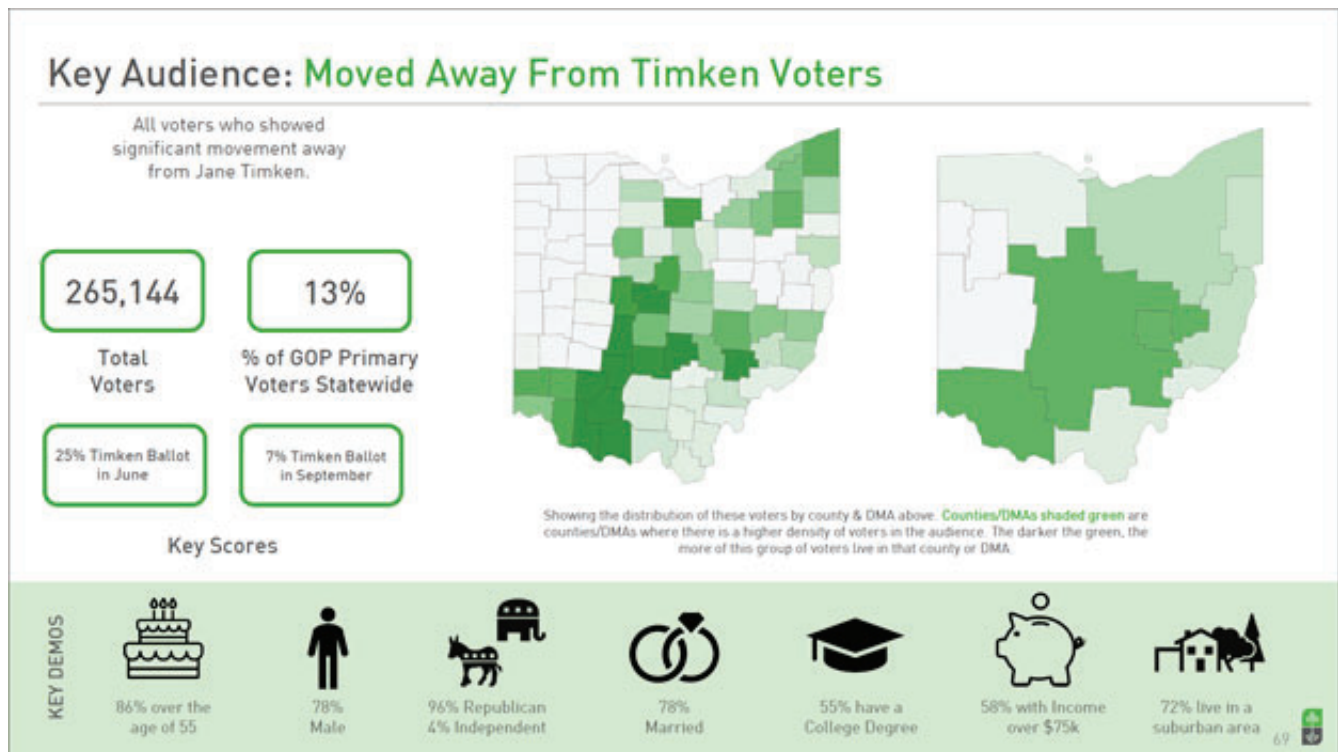 Key Audience: Moved Away From Timken Voters
All voters who showed
significant movement away
from Jane Timken.
265,144
Total
Voters
13%
% of GOP Primary
Voters Statewide
25% Timken Ballot
in June
7% Timken Ballot
in September
Key Scores
Showing the distribution of these voters by county & DMA above. Counties/DMAs shaded green are
counties/DMAs where there is a higher density of voters in the audience. The darker the green, the
more of this group of voters live in that county or DMA.
KEY DEMOS
86% over the
age of 55
78%
Male
96% Republican
4% Independent
78%
Married
55% have a
College Degree
58% with Income
over $75k
72% live in a
suburban area
69